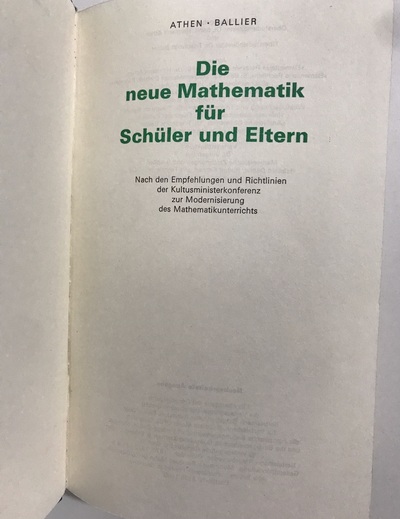 ATHEN · BALLIER
Die
neue Mathematik
für
Schüler und Eltern
Nach den Empfehlungen und Richtlinien
der Kultusministerkonferenz
zur Modernisierung
des Mathematikunterrichts